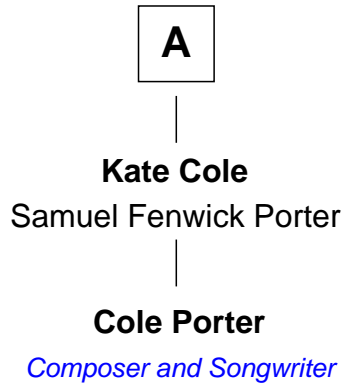 A
Kate Cole
Samuel Fenwick Porter
Cole Porter
Composer and Songwriter